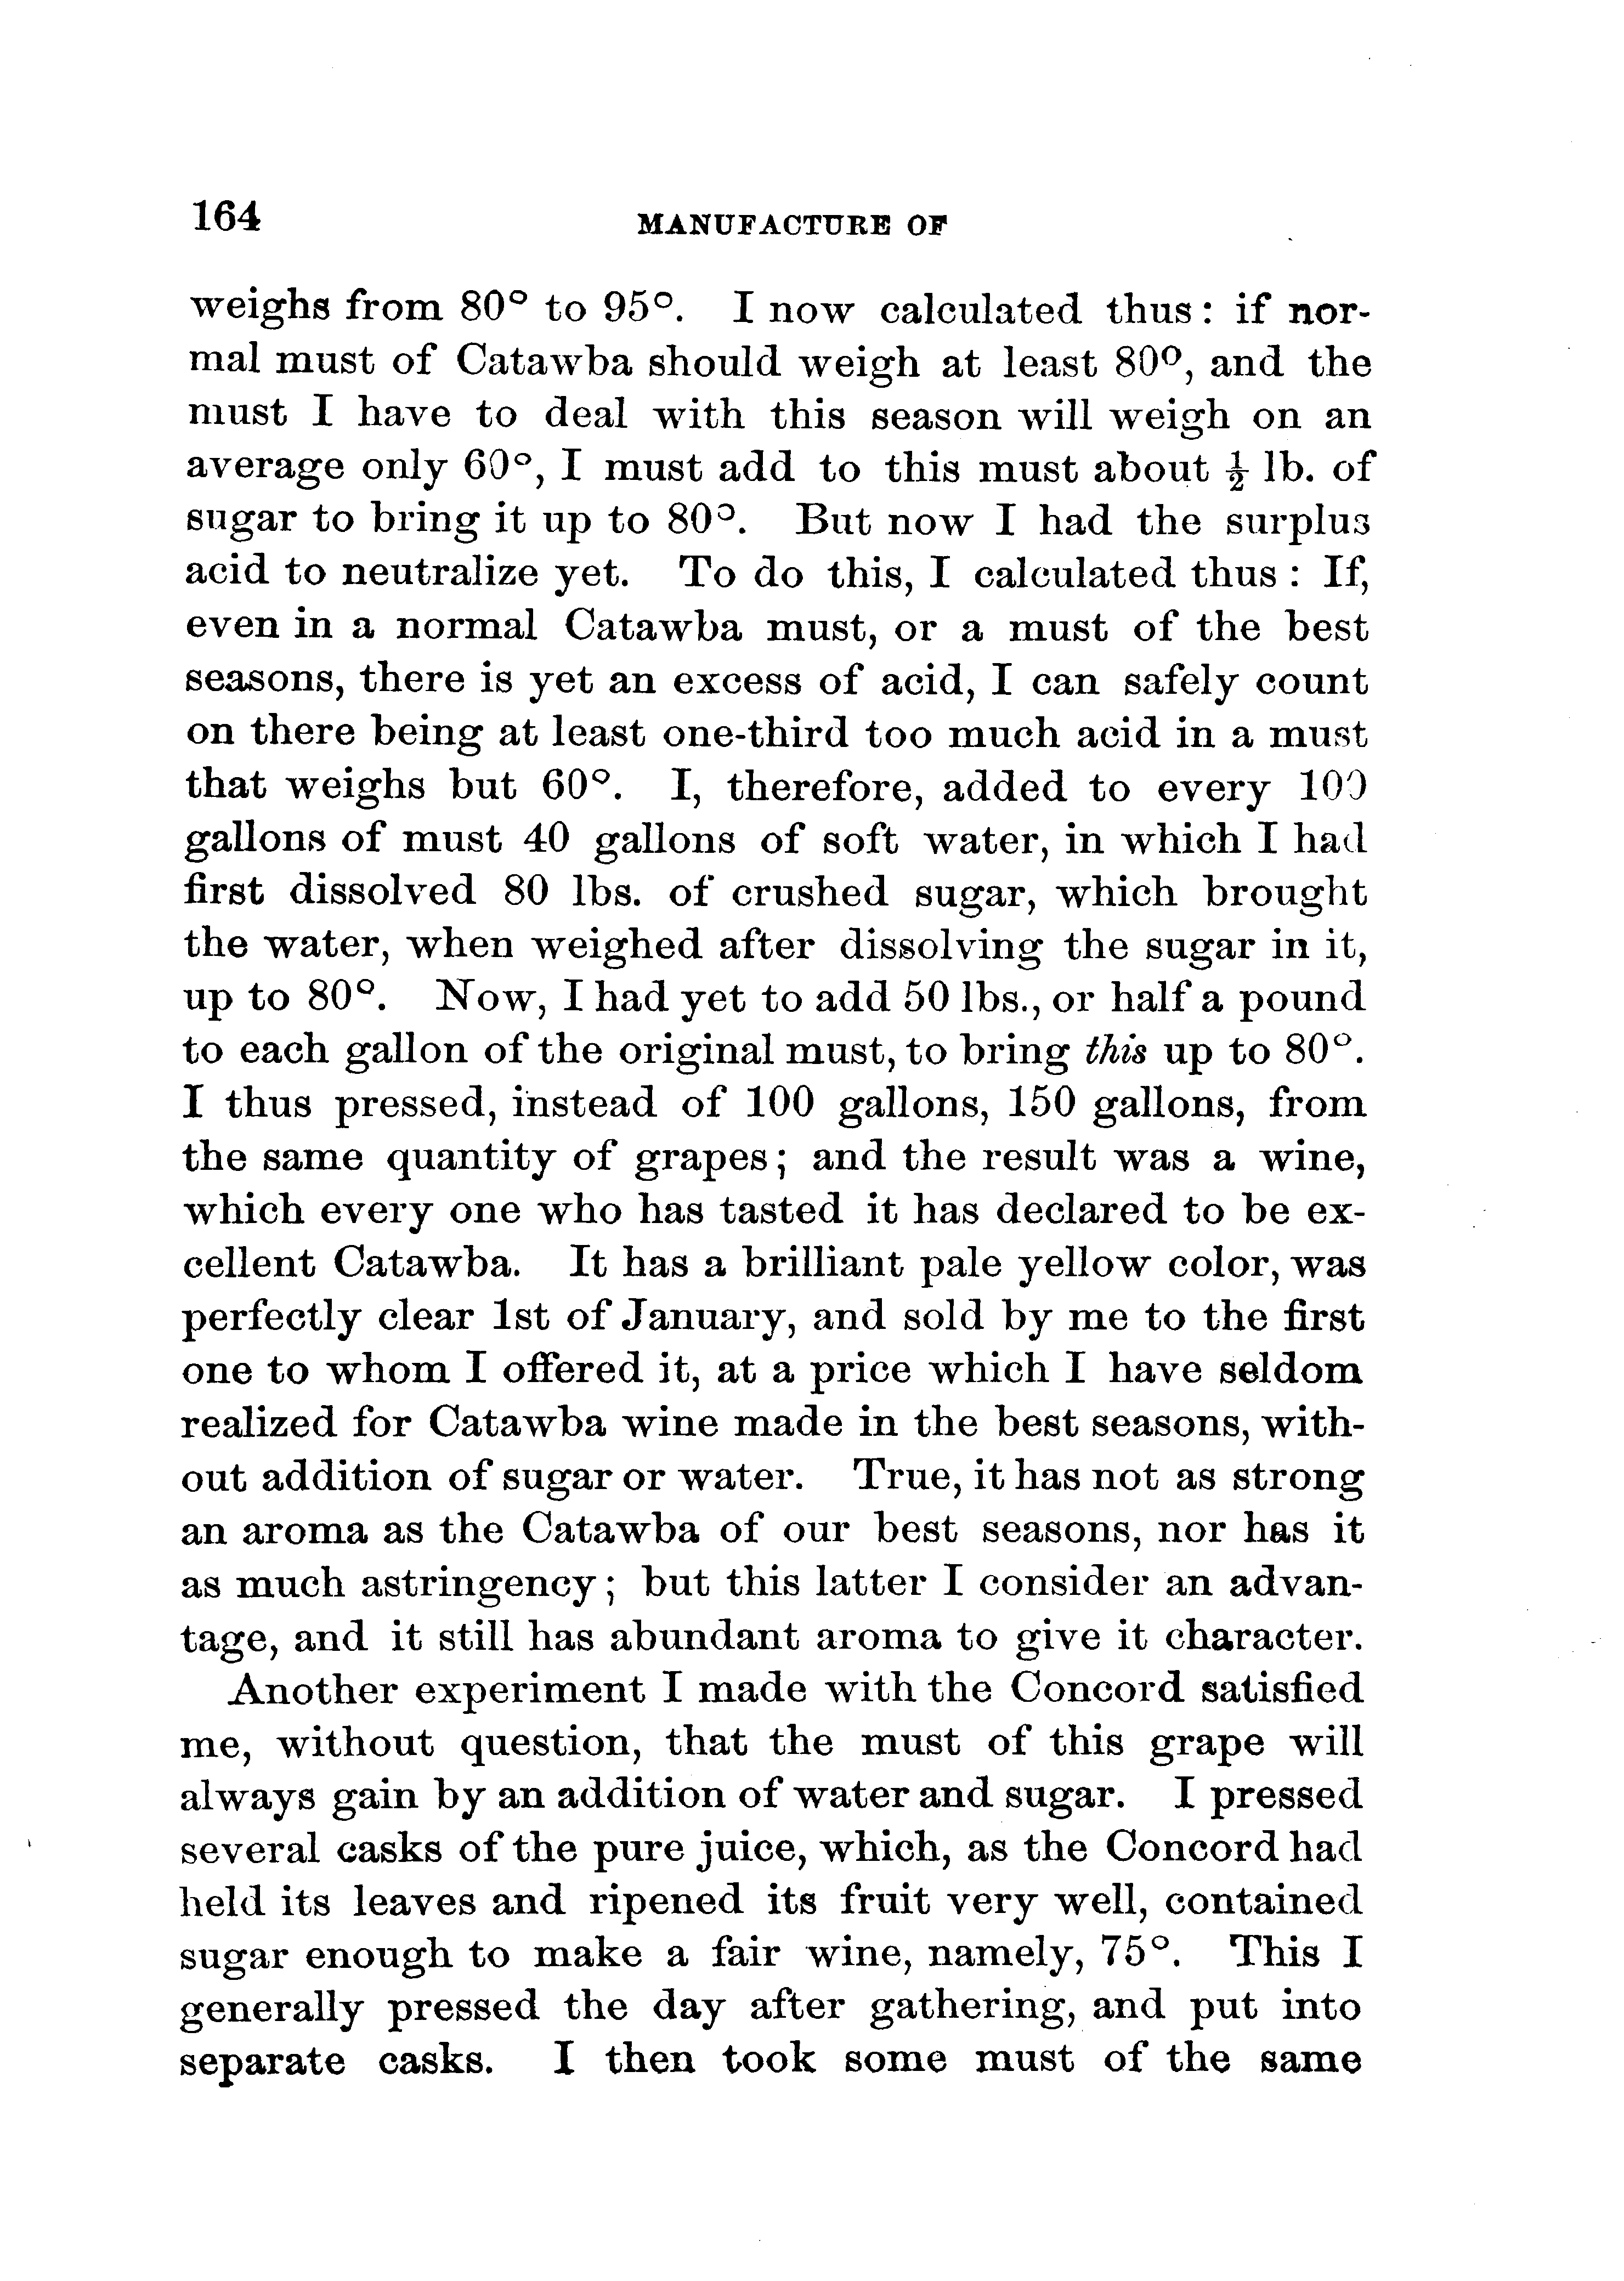 164 MANUFACTURE OF
weighs from 80° to 95°. I now calculated thus: if nor-
mal must of Catawba should weigh at least 80°, and the
must I have to deal with this season will weigh on an
average only 60°, I must add to this must about ½ lb. of
sugar to bring it up to 80°. But now I had the surplus
acid to neutralize yet. To do this, I calculated thus: If,
even in a normal Catawba must, or a must of the best
seasons, there is yet an excess of acid, I can safely count
on there being at least one-third too much acid in a must
that weighs but 60°. I, therefore, added to every 100
gallons of must 40 gallons of soft water, in which I had
first dissolved 80 lbs. of crushed sugar, which brought
the water, when weighed after dissolving the sugar in it,
up to 80°. Now, I had yet to add 50 lbs., or half a pound
to each gallon of the original must, to bring this up to 80°.
I thus pressed, instead of 100 gallons, 150 gallons, from
the same quantity of grapes; and the result was a wine,
which every one who has tasted it has declared to be ex-
cellent Catawba. It has a brilliant pale yellow color, was
perfectly clear 1st of January, and sold by me to the first
one to whom I offered it, at a price which I have seldom
realized for Catawba wine made in the best seasons, with-
out addition of sugar or water. True, it has not as strong
an aroma as the Catawba of our best seasons, nor has it
as much astringency; but this latter I consider an advan-
tage, and it still has abundant aroma to give it character.
Another experiment I made with the Concord satisfied
me, without question, that the must of this grape will
always gain by an addition of water and sugar. I pressed
several casks of the pure juice, which, as the Concord had
held its leaves and ripened its fruit very well, contained
sugar enough to make a fair wine, namely, 75°. This I
generally pressed the day after gathering, and put into
separate casks. I then took some must of the same